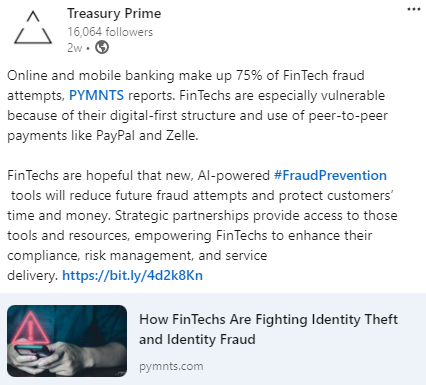 Treasury Prime
16,064 followers
2w •
Online and mobile banking make up 75% of FinTech fraud
attempts, PYMNTS reports. FinTechs are especially vulnerable
because of their digital-first structure and use of peer-to-peer
payments like PayPal and Zelle.
FinTechs are hopeful that new, AI-powered #FraudPrevention
tools will reduce future fraud attempts and protect customers'
time and money. Strategic partnerships provide access to those
tools and resources, empowering FinTechs to enhance their
compliance, risk management, and service
delivery. https://bit.ly/4d2k8Kn
How FinTechs Are Fighting Identity Theft
and Identity Fraud
pymnts.com